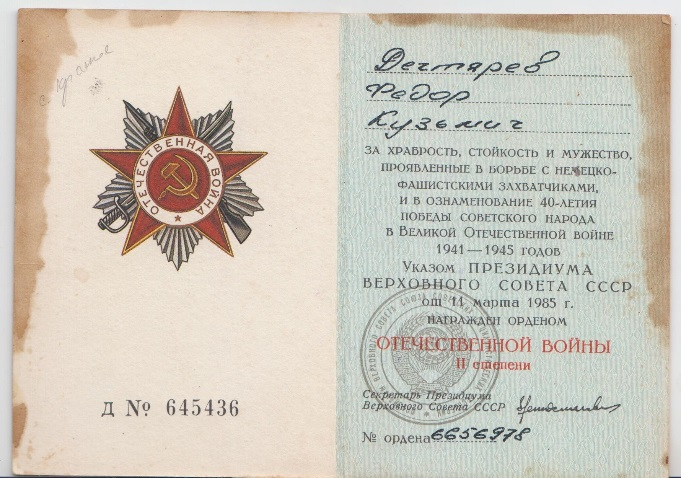 с Краткое
ОТЕЧЕСТВЕННАЯ ВОЙНА
Д № 645436
Дегтярев
Федор
Кузьмич
ЗА ХРАБРОСТЬ, СТОЙКОСТЬ И МУЖЕСТВО,
ПРОЯВЛЕННЫЕ В БОРЬБЕ С НЕМЕЦКО-
ФАШИСТСКИМИ ЗАХВАТЧИКАМИ,
И В ОЗНАМЕНОВАНИЕ 40-ЛЕТИЯ
ПОБЕДЫ СОВЕТСКОГО НАРОДА
В ВЕЛИКОЙ ОТЕЧЕСТВЕННОЙ ВОЙНЕ
1941—1945 ГОДОВ
УКАЗОМ ПРЕЗИДИУМА
ВЕРХОВНОГО СОВЕТА СССР
от 11 марта 1985 г.
НАГРАЖДЕН ОРДЕНОМ
ОТЕЧЕСТВЕННОЙ ВОЙНЫ
II степени
Секретарь Президиума
Верховного Совета СССР
№ ордена 6656978